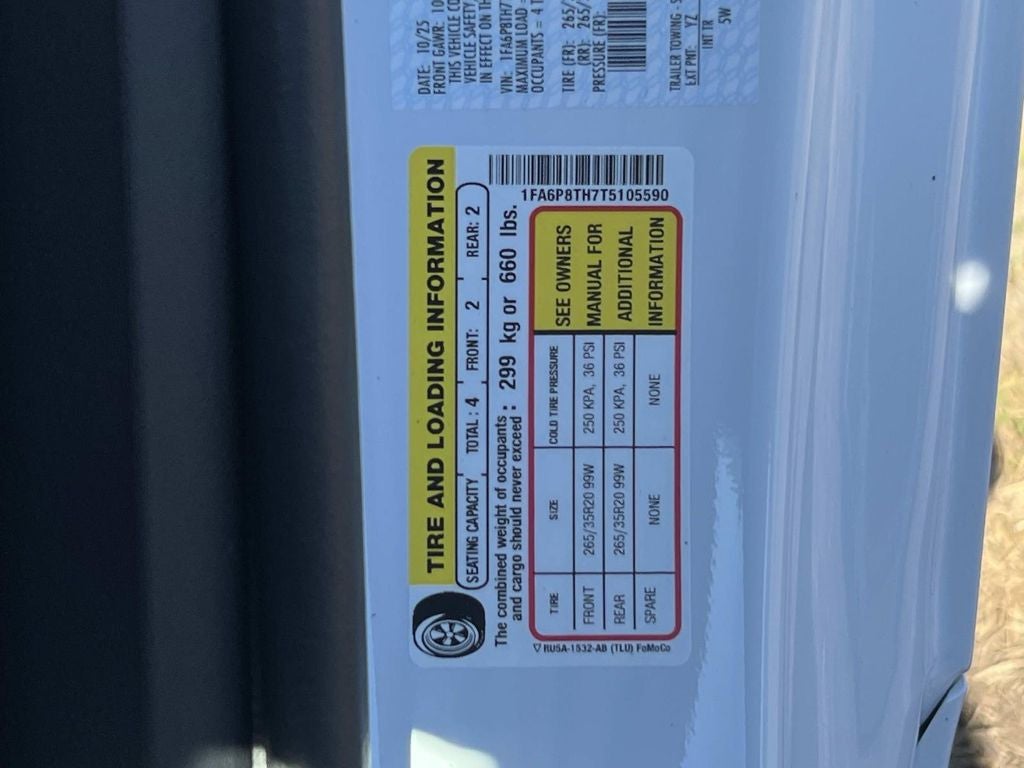 DATE: 10/25
FRONT GAWR:
THIS VEHICLE
VEHICLE SAFETY,
IN EFFECT ON
VIN: 1FA6P8TH7
MAXIMUM LOAD =
OCCUPANTS = 4
TIRE (FR): 265/
(RR): 265/
PRESSURE (FR):
TRAILER TOWING -
EXT PNT: YZ
INT TR
5W
TIRE AND LOADING INFORMATION
SEATING CAPACITY TOTAL : 4 FRONT: 2 REAR: 2
The combined weight of occupants :
and cargo should never exceed : 299 kg or 660 lbs.
1FA6P8TH7T5105590
TIRE SIZE COLD TIRE PRESSURE
FRONT 265/35R20 99W 250 KPA, 36 PSI
REAR 265/35R20 99W 250 KPA, 36 PSI
SPARE NONE NONE
SEE OWNERS
MANUAL FOR
ADDITIONAL
INFORMATION
RU5A-1532-AB (TLU) FoMoCo